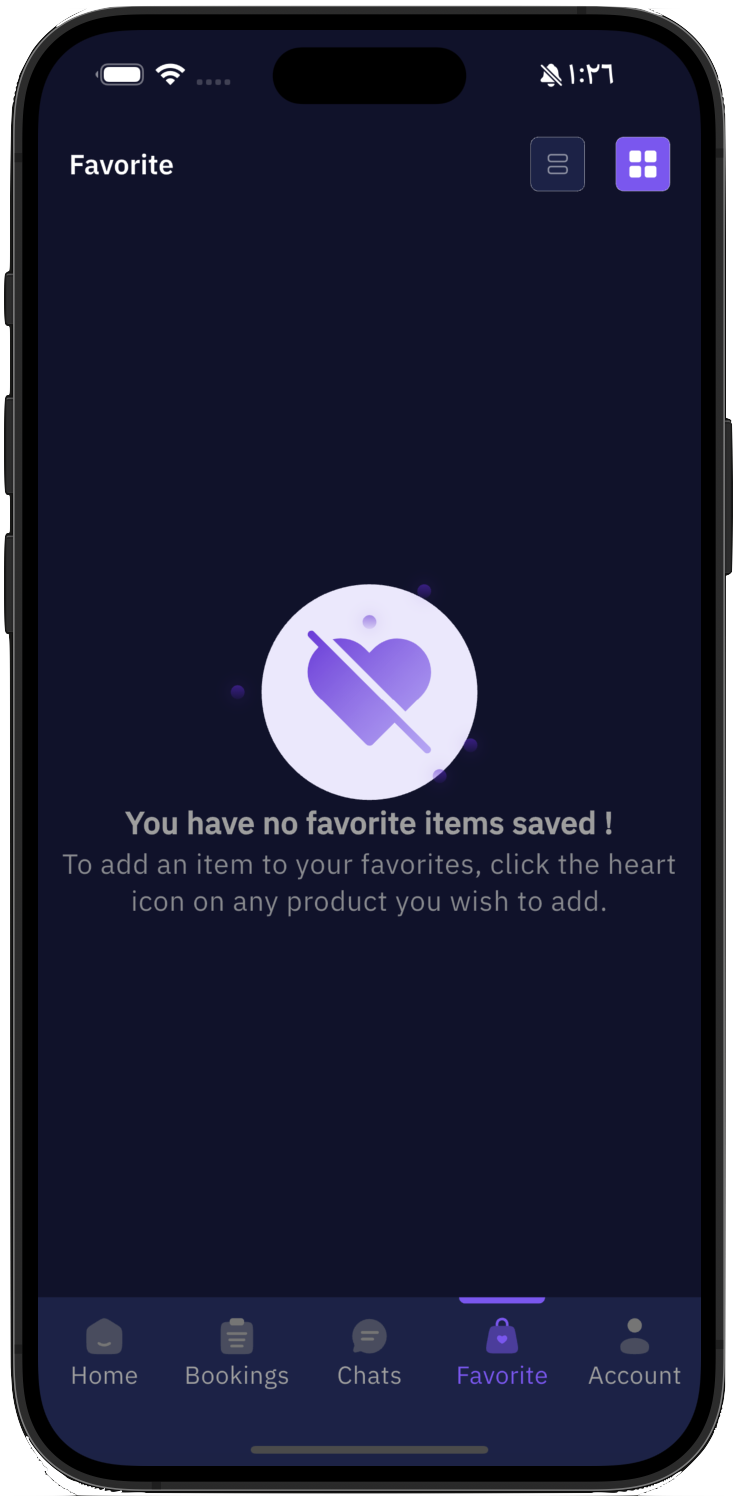 ١:٢٦
Favorite
You have no favorite items saved !
To add an item to your favorites, click the heart
icon on any product you wish to add.
Home
Bookings
Chats
Favorite
Account